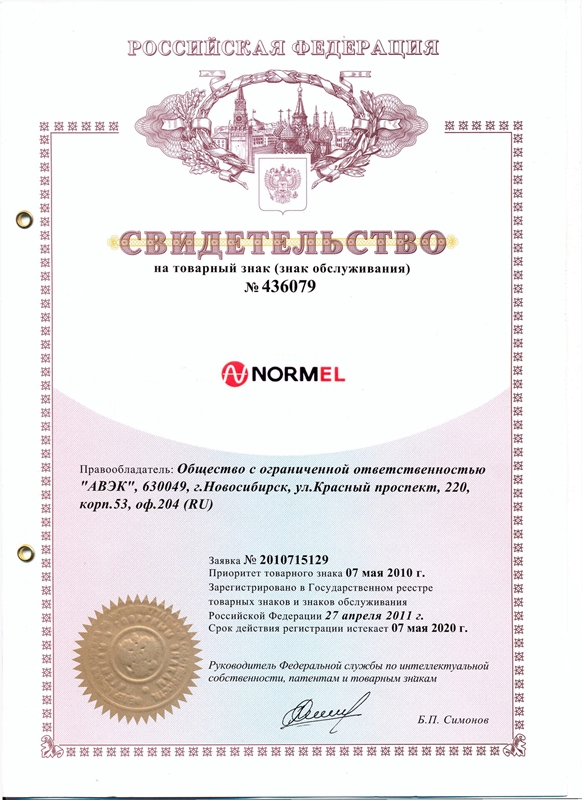 РОССИЙСКАЯ ФЕДЕРАЦИЯ
СВИДЕТЕЛЬСТВО
на товарный знак (знак обслуживания)
№ 436079
NORMEL
Правообладатель: Общество с ограниченной ответственностью
"АВЭК", 630049, г.Новосибирск, ул.Красный проспект, 220,
корп.53, оф.204 (RU)
Заявка № 2010715129
Приоритет товарного знака 07 мая 2010 г.
Зарегистрировано в Государственном реестре
товарных знаков и знаков обслуживания
Российской Федерации 27 апреля 2011 г.
Срок действия регистрации истекает 07 мая 2020 г.
Руководитель Федеральной службы по интеллектуальной
собственности, патентам и товарным знакам
Б.П. Симонов